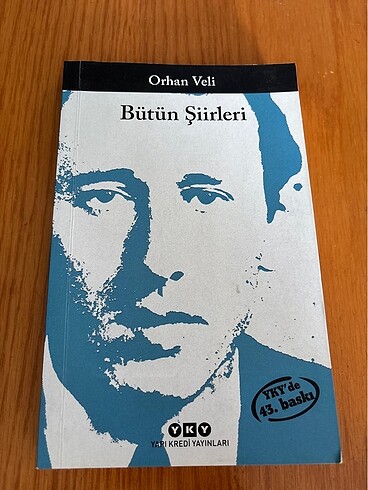 Orhan Veli
Bütün Şiirleri
YKY'de
43. baskı
YKY
YAPI KREDİ YAYINLARI